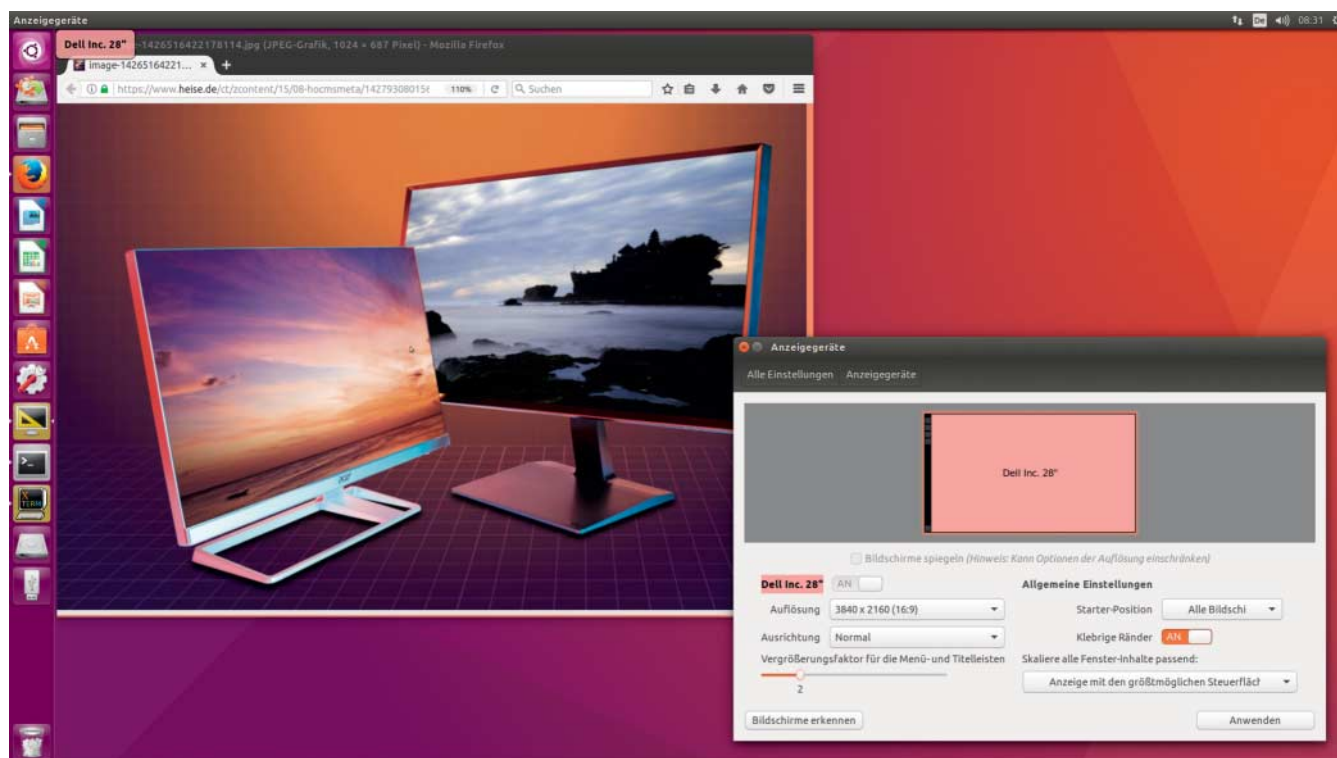 Anzeigegeräte
De
08:31
Dell Inc. 28"
-1426516422178114.jpg (JPEG-Grafik, 1024 × 687 Pixel) - Mozilla Firefox
image-14265164221... × +
https://www.heise.de/ct/zcontent/15/08-hocmsmeta/14279308015 110% Suchen
acer
Anzeigegeräte
Alle Einstellungen Anzeigegeräte
Dell Inc. 28"
Bildschirme spiegeln (Hinweis: Kann Optionen der Auflösung einschränken)
Dell Inc. 28" AN
Auflösung 3840 x 2160 (16:9)
Ausrichtung Normal
Vergrößerungsfaktor für die Menü- und Titelleisten
2
Allgemeine Einstellungen
Starter-Position Alle Bildschi
Klebrige Ränder AN
Skaliere alle Fenster-Inhalte passend:
Anzeige mit den größtmöglichen Steuerfläch
Bildschirme erkennen
Anwenden
>_
X
TERM